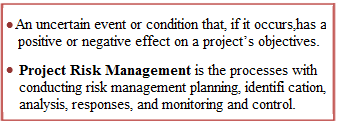 • An uncertain event or condition that, if it occurs,has a
positive or negative effect on a project's objectives.
• Project Risk Management is the processes with
conducting risk management planning, identifi cation,
analysis, responses, and monitoring and control.